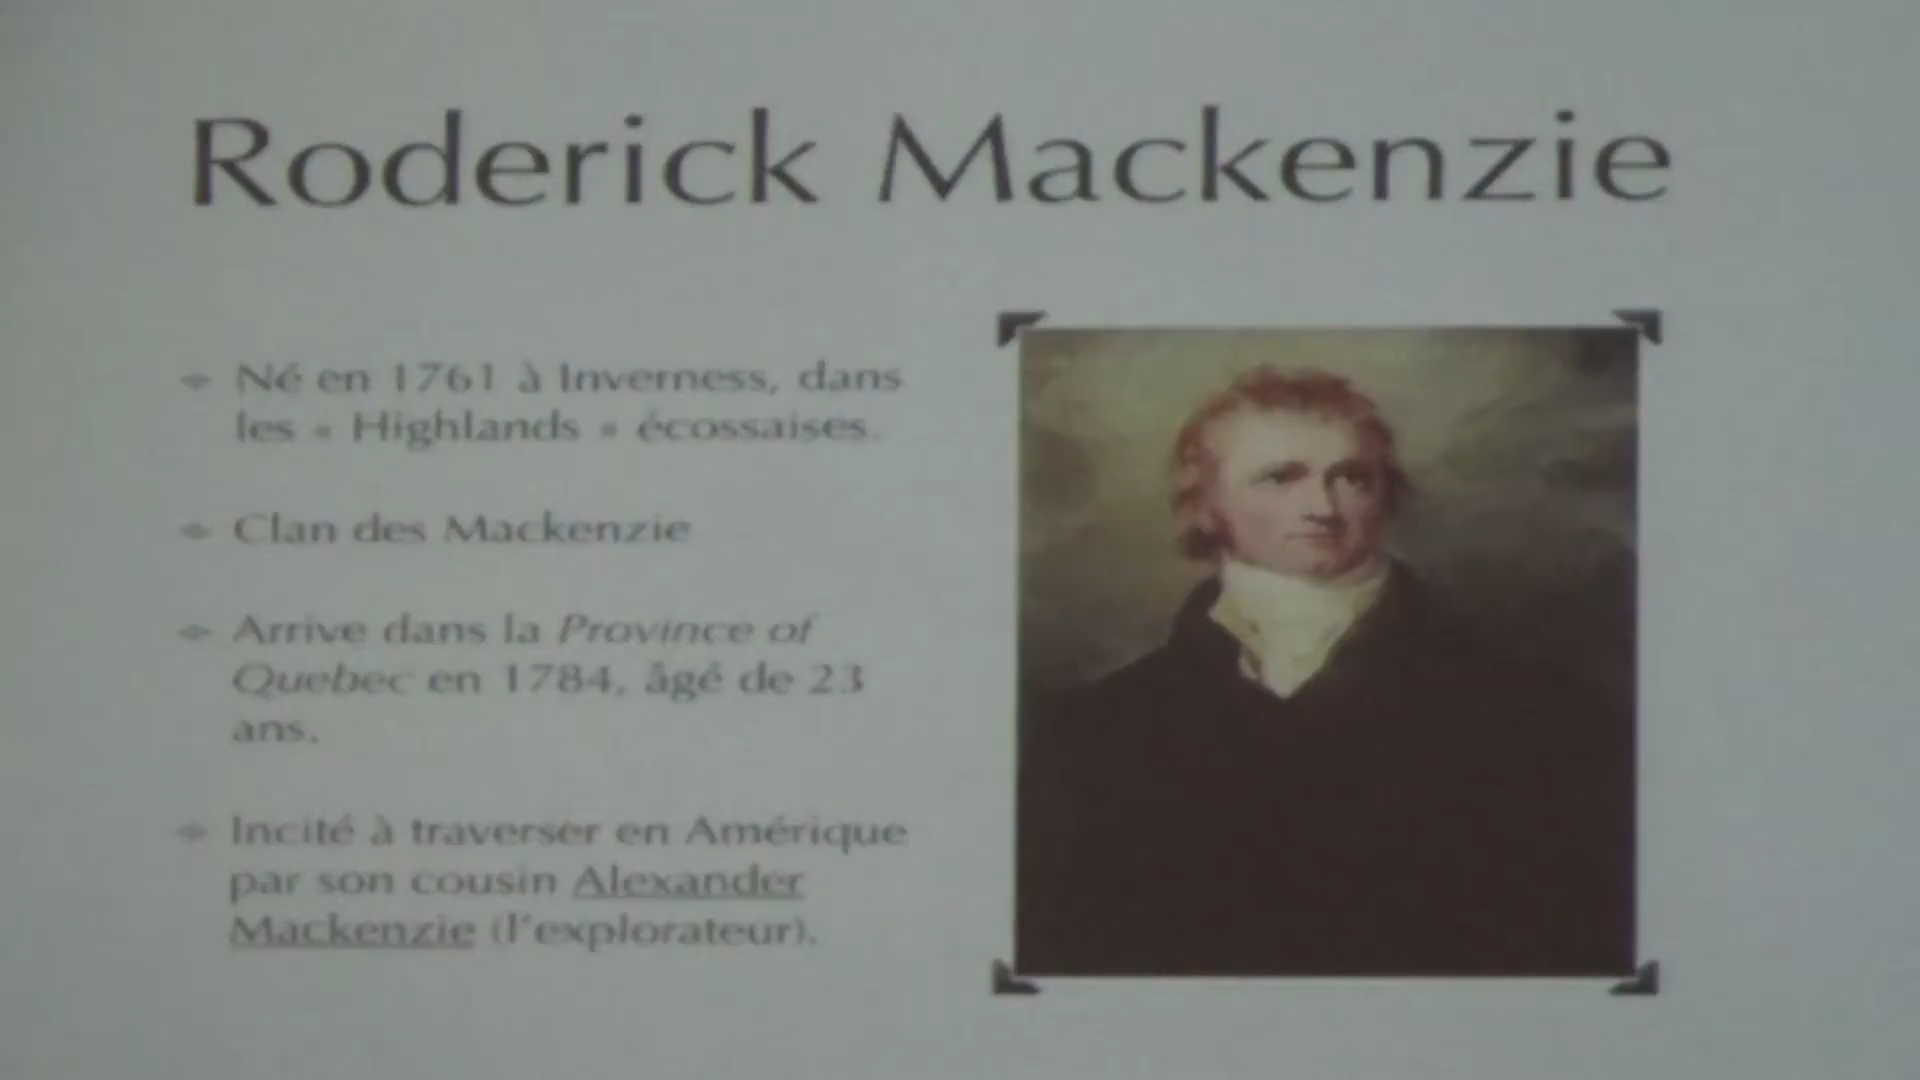 Roderick Mackenzie
Né en 1761 à Inverness, dans
les « Highlands » écossaises.
Clan des Mackenzie
Arrive dans la Province of
Quebec en 1784, âgé de 23
ans.
Incité à traverser en Amérique
par son cousin Alexander
Mackenzie (l'explorateur).